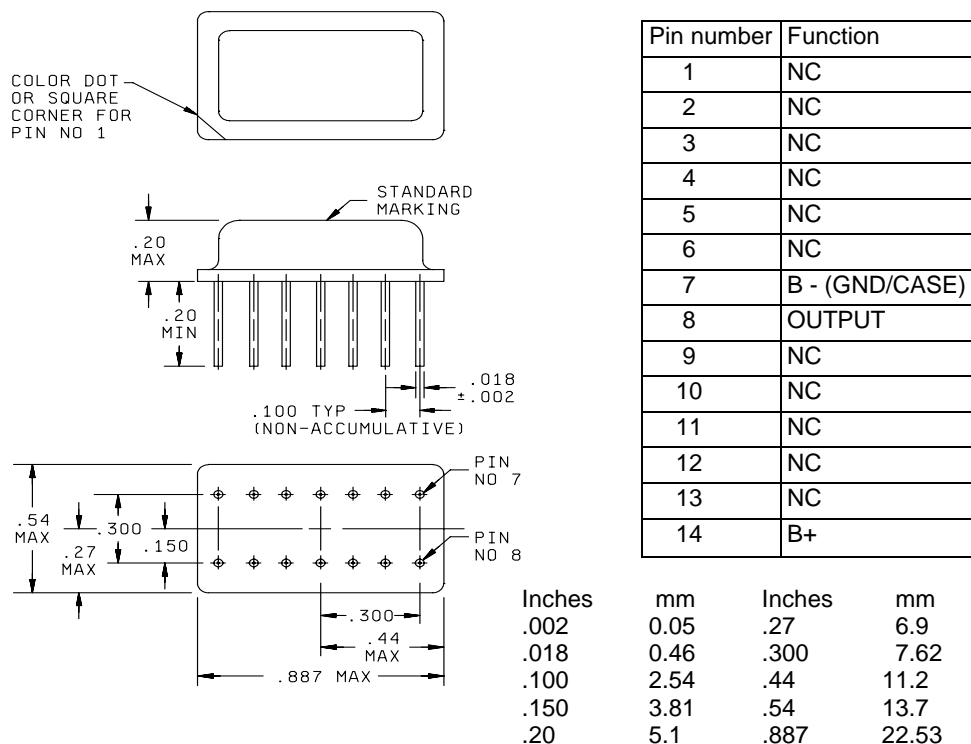 COLOR DOT
OR SQUARE
CORNER FOR
PIN NO 1
STANDARD
MARKING
.20
MAX
.20
MIN
.018
±.002
.100 TYP
(NON-ACCUMULATIVE)
PIN
NO 7
.54
MAX
.300
.27
MAX
.150
PIN
NO 8
.300
.44
MAX
.887 MAX
Pin number Function
1 NC
2 NC
3 NC
4 NC
5 NC
6 NC
7 B - (GND/CASE)
8 OUTPUT
9 NC
10 NC
11 NC
12 NC
13 NC
14 B+
Inches mm Inches mm
.002 0.05 .27 6.9
.018 0.46 .300 7.62
.100 2.54 .44 11.2
.150 3.81 .54 13.7
.20 5.1 .887 22.53